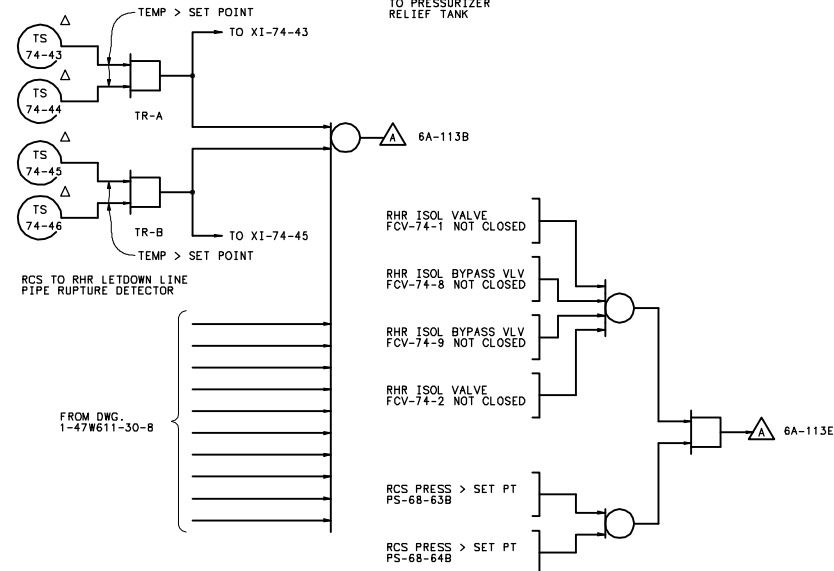 TO PRESSURIZER
RELIEF TANK
TEMP > SET POINT
TS
74-43
TO XI-74-43
TS
74-44
TR-A
A
6A-113B
TS
74-45
TS
74-46
TR-B
TO XI-74-45
TEMP > SET POINT
RCS TO RHR LETDOWN LINE
PIPE RUPTURE DETECTOR
RHR ISOL VALVE
FCV-74-1 NOT CLOSED
RHR ISOL BYPASS VLV
FCV-74-8 NOT CLOSED
RHR ISOL BYPASS VLV
FCV-74-9 NOT CLOSED
RHR ISOL VALVE
FCV-74-2 NOT CLOSED
FROM DWG.
1-47W611-30-8
A
6A-113E
RCS PRESS > SET PT
PS-68-63B
RCS PRESS > SET PT
PS-68-64B